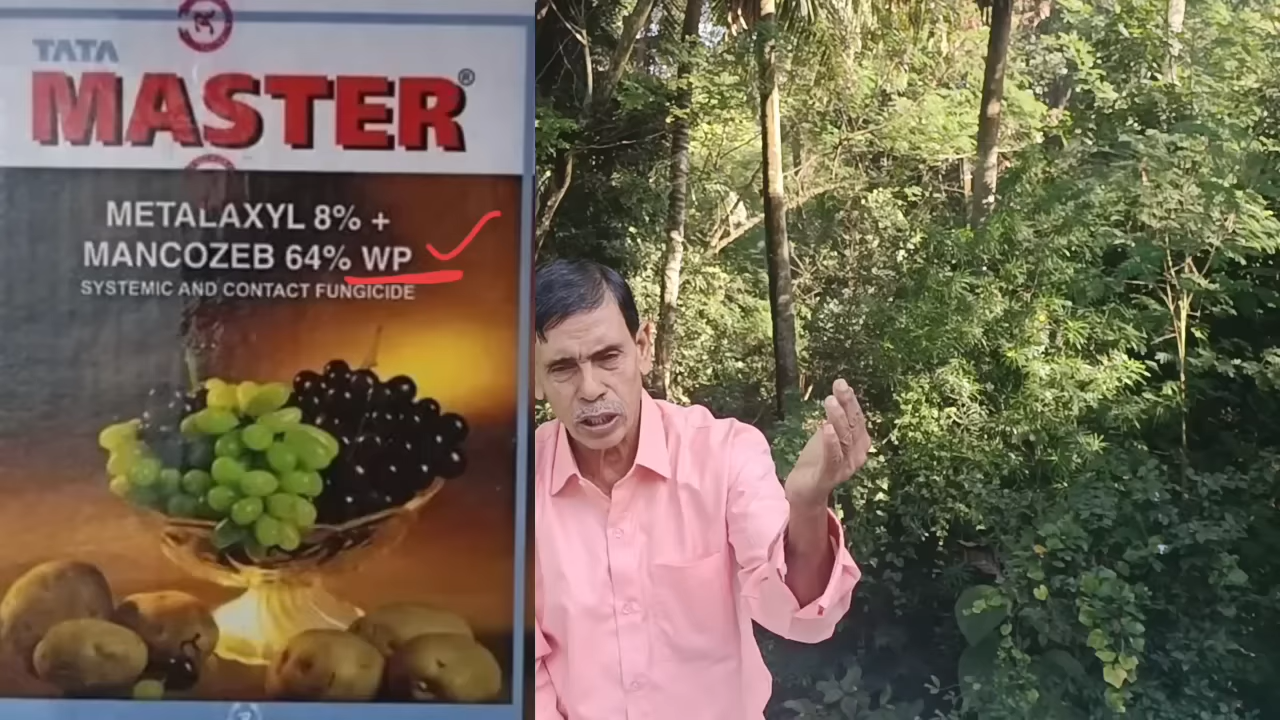 TATA
MASTER®
METALAXYL 8% +
MANCOZEB 64% WP
SYSTEMIC AND CONTACT FUNGICIDE